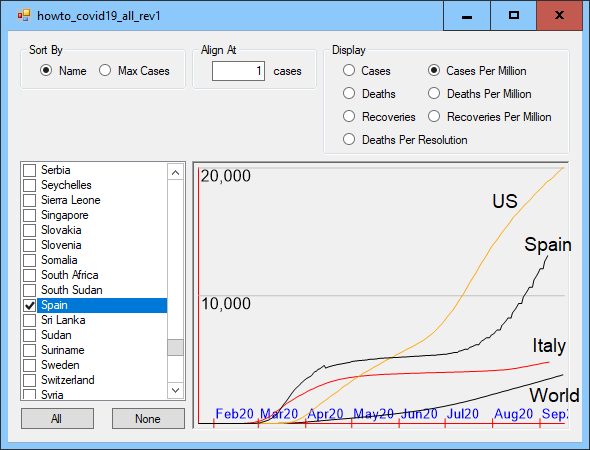 howto_covid19_all_rev1
Sort By
Name Max Cases
Align At
1 cases
Display
Cases Cases Per Million
Deaths Deaths Per Million
Recoveries Recoveries Per Million
Deaths Per Resolution
Serbia
Seychelles
Sierra Leone
Singapore
Slovakia
Slovenia
Somalia
South Africa
South Sudan
Spain
Sri Lanka
Sudan
Suriname
Sweden
Switzerland
Syria
All None
20,000
US
Spain
10,000
Italy
World
Feb20 Mar20 Apr20 May20 Jun20 Jul20 Aug20 Sep2